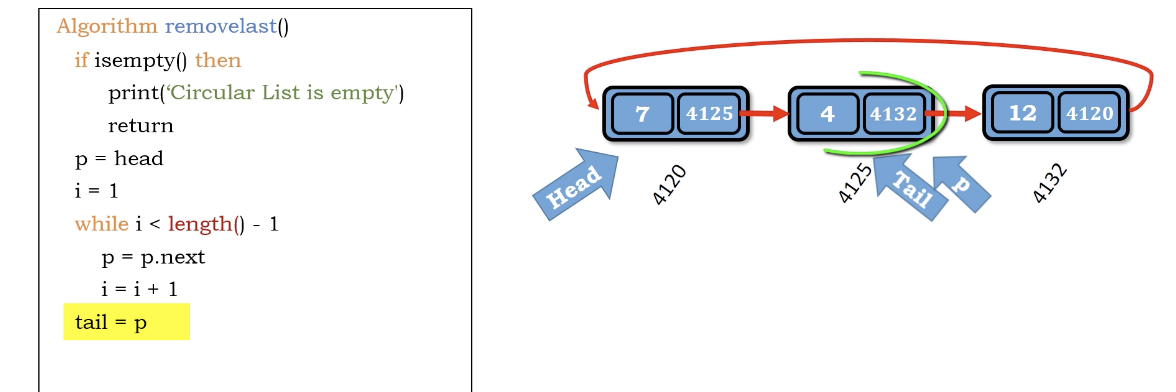 Algorithm removelast()
if isempty() then
print(‘Circular List is empty')
return
p = head
i = 1
while i < length() - 1
p = p.next
i = i + 1
tail = p
7 4125 4 4132 12 4120
Head 4120 4125 Tail p 4132